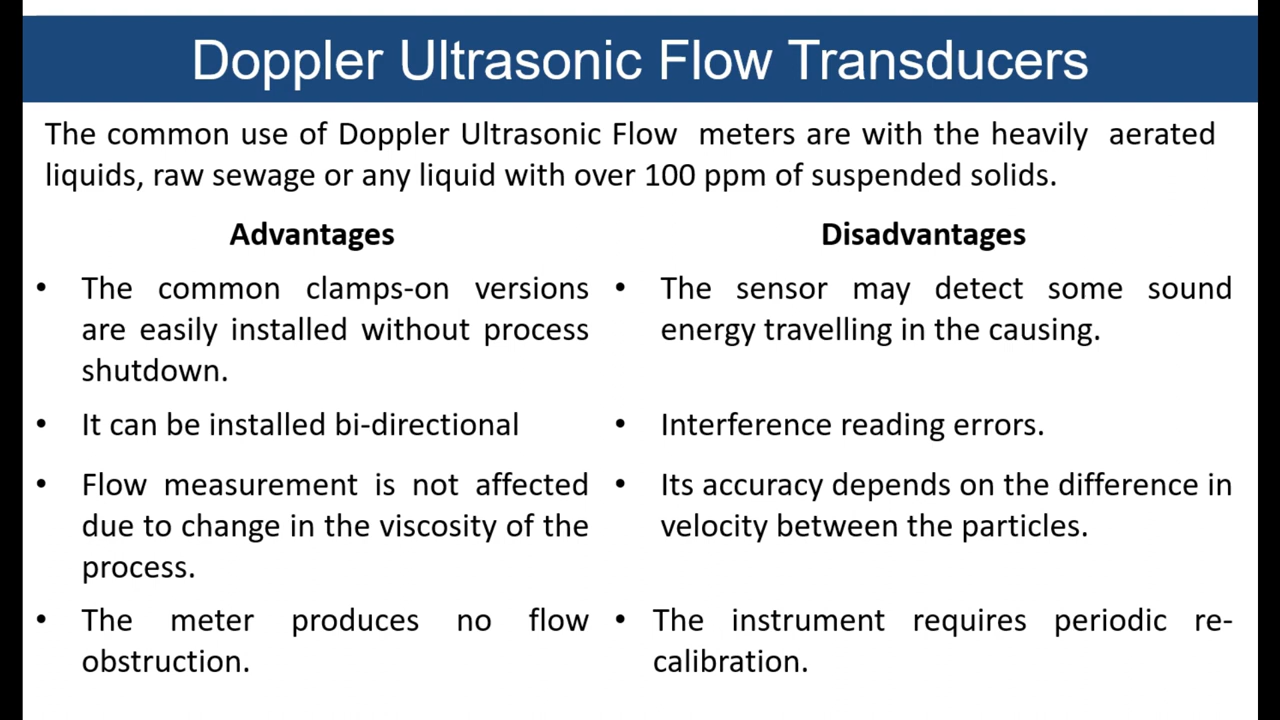 Doppler Ultrasonic Flow Transducers
The common use of Doppler Ultrasonic Flow meters are with the heavily aerated
liquids, raw sewage or any liquid with over 100 ppm of suspended solids.
Advantages
• The common clamps-on versions
are easily installed without process
shutdown.
• It can be installed bi-directional
• Flow measurement is not affected
due to change in the viscosity of the
process.
• The meter produces no flow
obstruction.
Disadvantages
• The sensor may detect some sound
energy travelling in the causing.
• Interference reading errors.
• Its accuracy depends on the difference in
velocity between the particles.
• The instrument requires periodic re-
calibration.